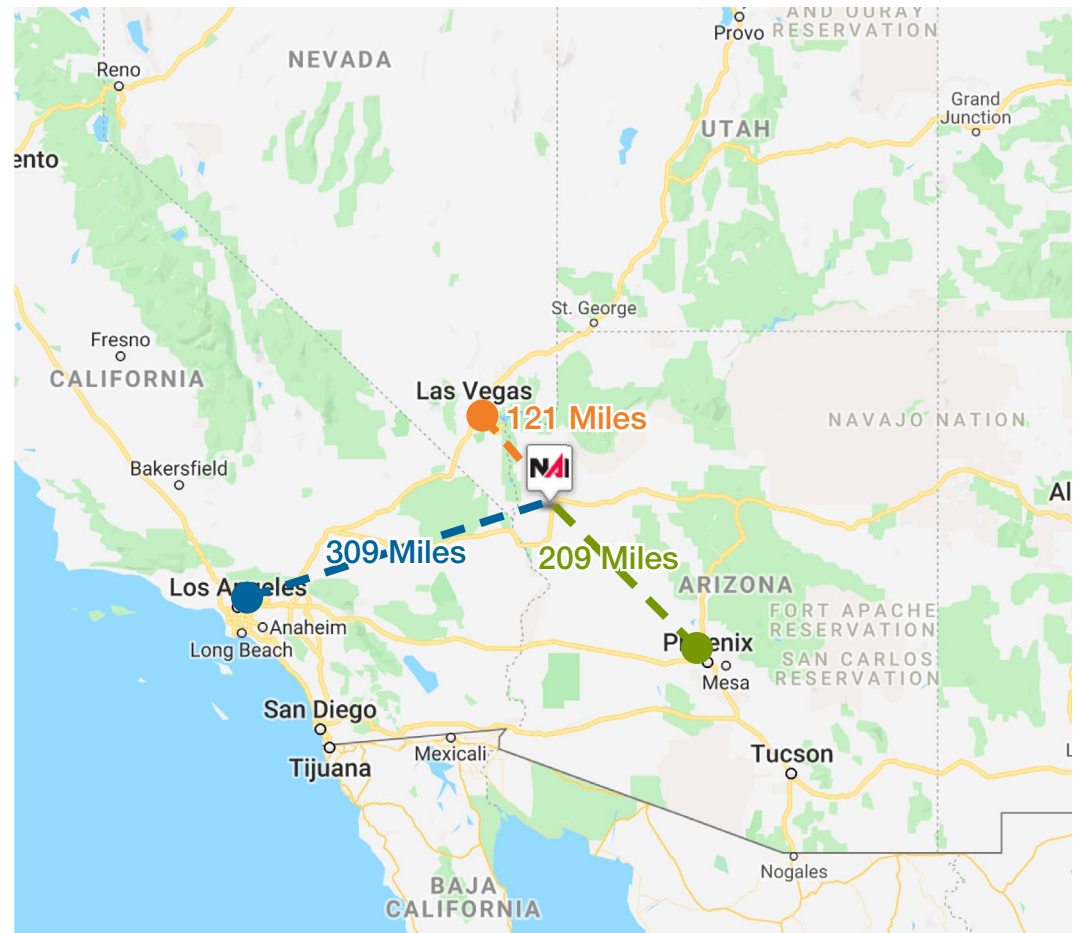 AND OURAY
RESERVATION
Provo
NEVADA
Reno
Grand
Junction
UTAH
ento
St. George
Fresno
CALIFORNIA
Las Vegas
121 Miles
NAVAJO NATION
NAI
Bakersfield
Al
309 Miles
209 Miles
Los Angeles
ARIZONA
FORT APACHE
RESERVATION
Anaheim
Long Beach
Phoenix
SAN CARLOS
RESERVATION
Mesa
San Diego
Mexicali
Tijuana
Tucson
L
Nogales
BAJA
CALIFORNIA